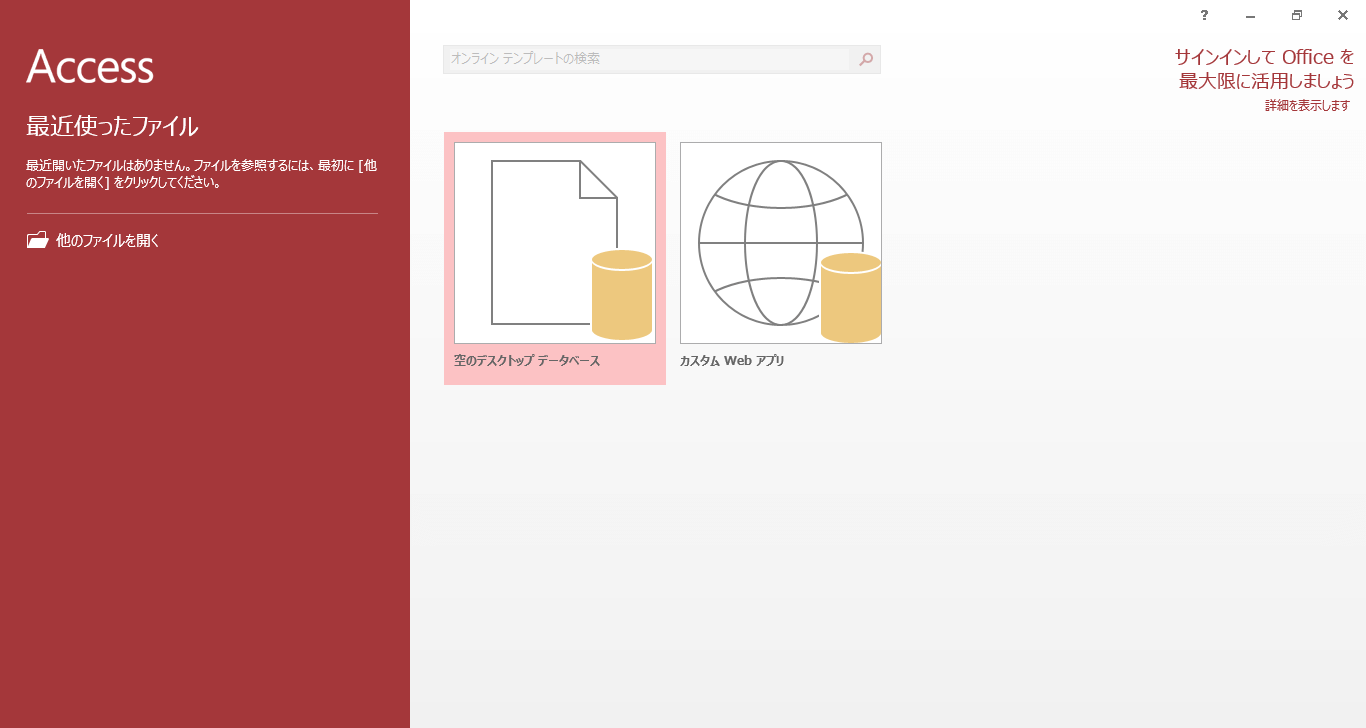 Access
最近使ったファイル
最近開いたファイルはありません。ファイルを参照するには、最初に [他
のファイルを開く] をクリックしてください。
他のファイルを開く
?
オンライン テンプレートの検索
サインインして Office を
最大限に活用しましょう
詳細を表示します
空のデスクトップ データベース
カスタム Web アプリ